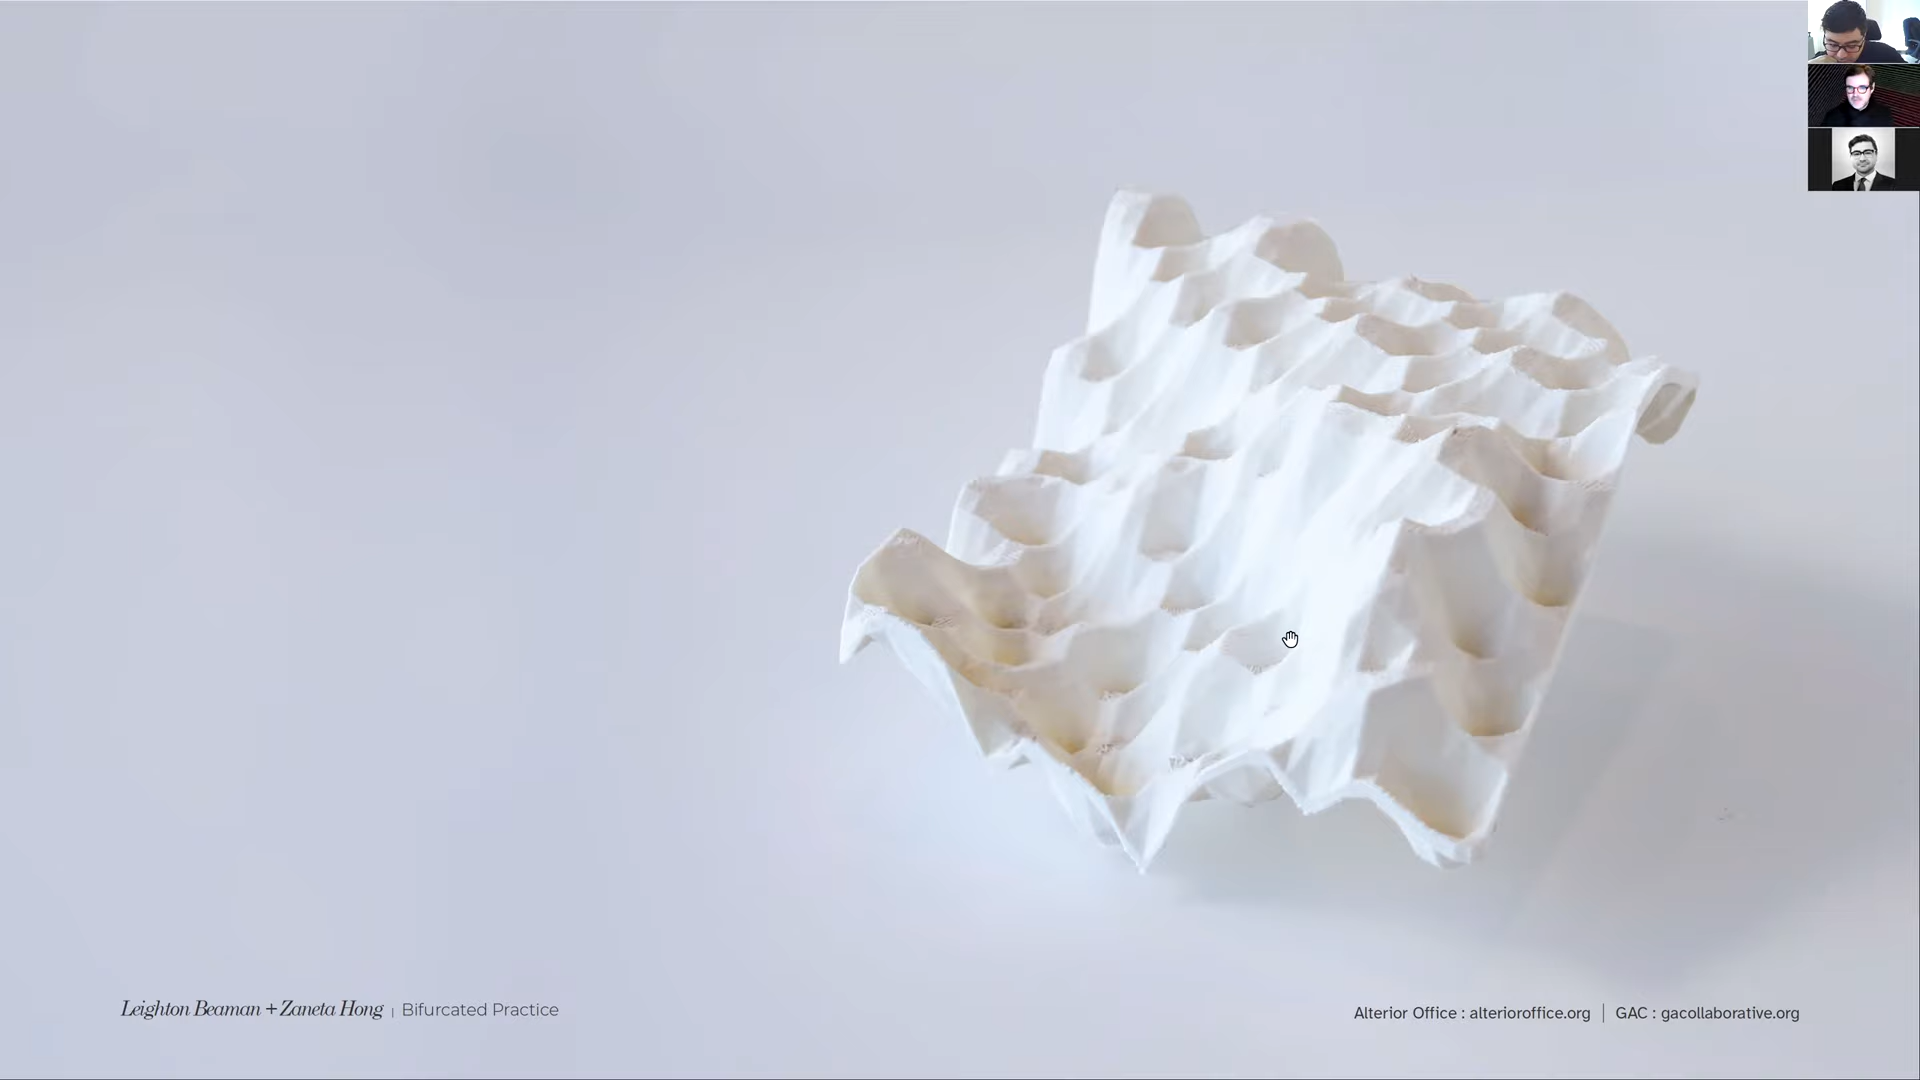 Leighton Beaman + Zaneta Hong | Bifurcated Practice
Alterior Office : alterioroffice.org | GAC : gacollaborative.org